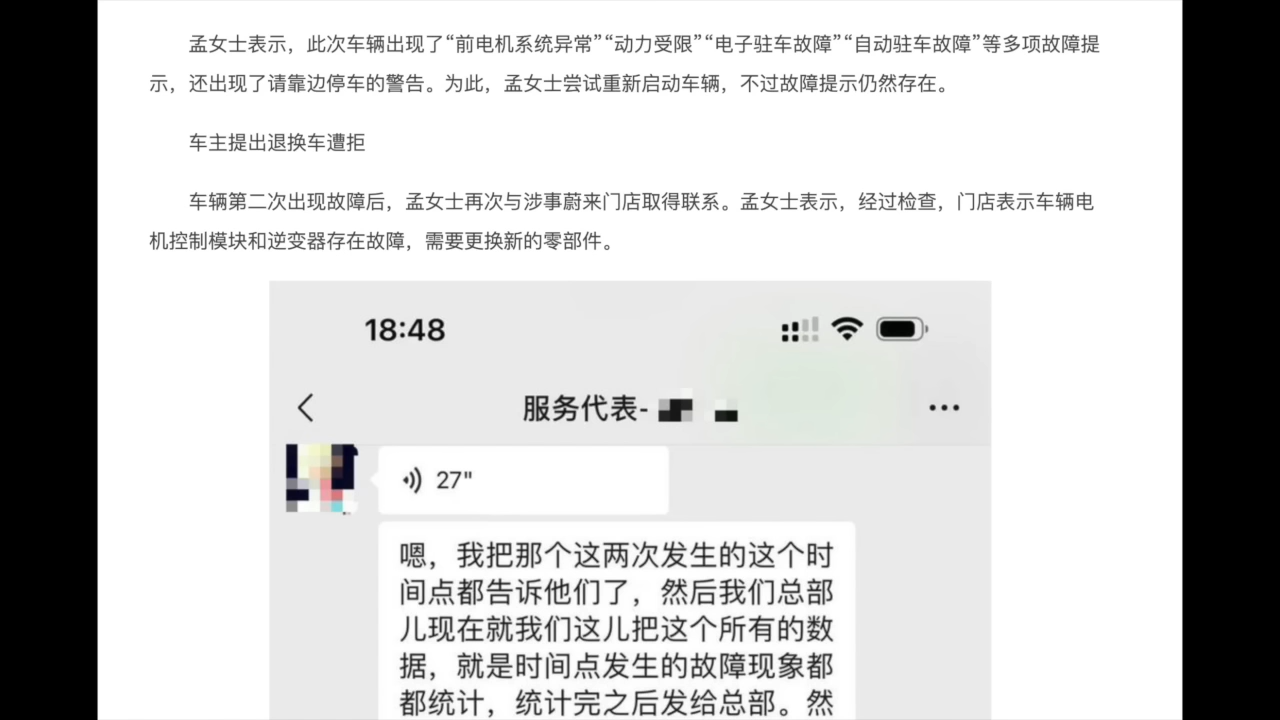 孟女士表示，此次车辆出现了“前电机系统异常”“动力受限”“电子驻车故障”“自动驻车故障”等多项故障提
示，还出现了请靠边停车的警告。为此，孟女士尝试重新启动车辆，不过故障提示仍然存在。
车主提出退换车遭拒
车辆第二次出现故障后，孟女士再次与涉事蔚来门店取得联系。孟女士表示，经过检查，门店表示车辆电
机控制模块和逆变器存在故障，需要更换新的零部件。
18:48
服务代表-
27"
嗯，我把那个这两次发生的这个时
间点都告诉他们了，然后我们总部
儿现在就我们这儿把这个所有的数
据，就是时间点发生的故障现象都
都统计，统计完之后发给总部。然